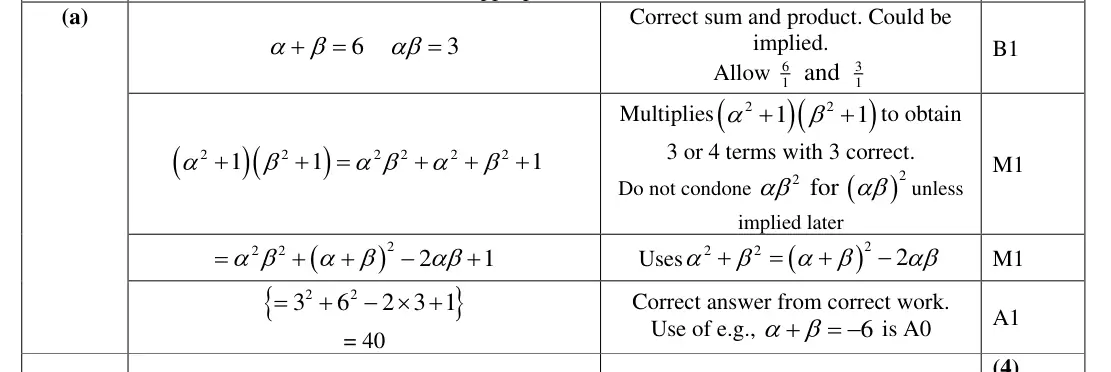 (a)
α + β = 6   αβ = 3
Correct sum and product. Could be
implied.
Allow 6/1 and 3/1
B1
(α² + 1)(β² + 1) = α²β² + α² + β² + 1
Multiplies (α² + 1)(β² + 1) to obtain
3 or 4 terms with 3 correct.
Do not condone αβ² for (αβ)² unless
implied later
M1
= α²β² + (α + β)² − 2αβ + 1
Uses α² + β² = (α + β)² − 2αβ
M1
{= 3² + 6² − 2 × 3 + 1}
= 40
Correct answer from correct work.
Use of e.g., α + β = −6 is A0
A1
(4)